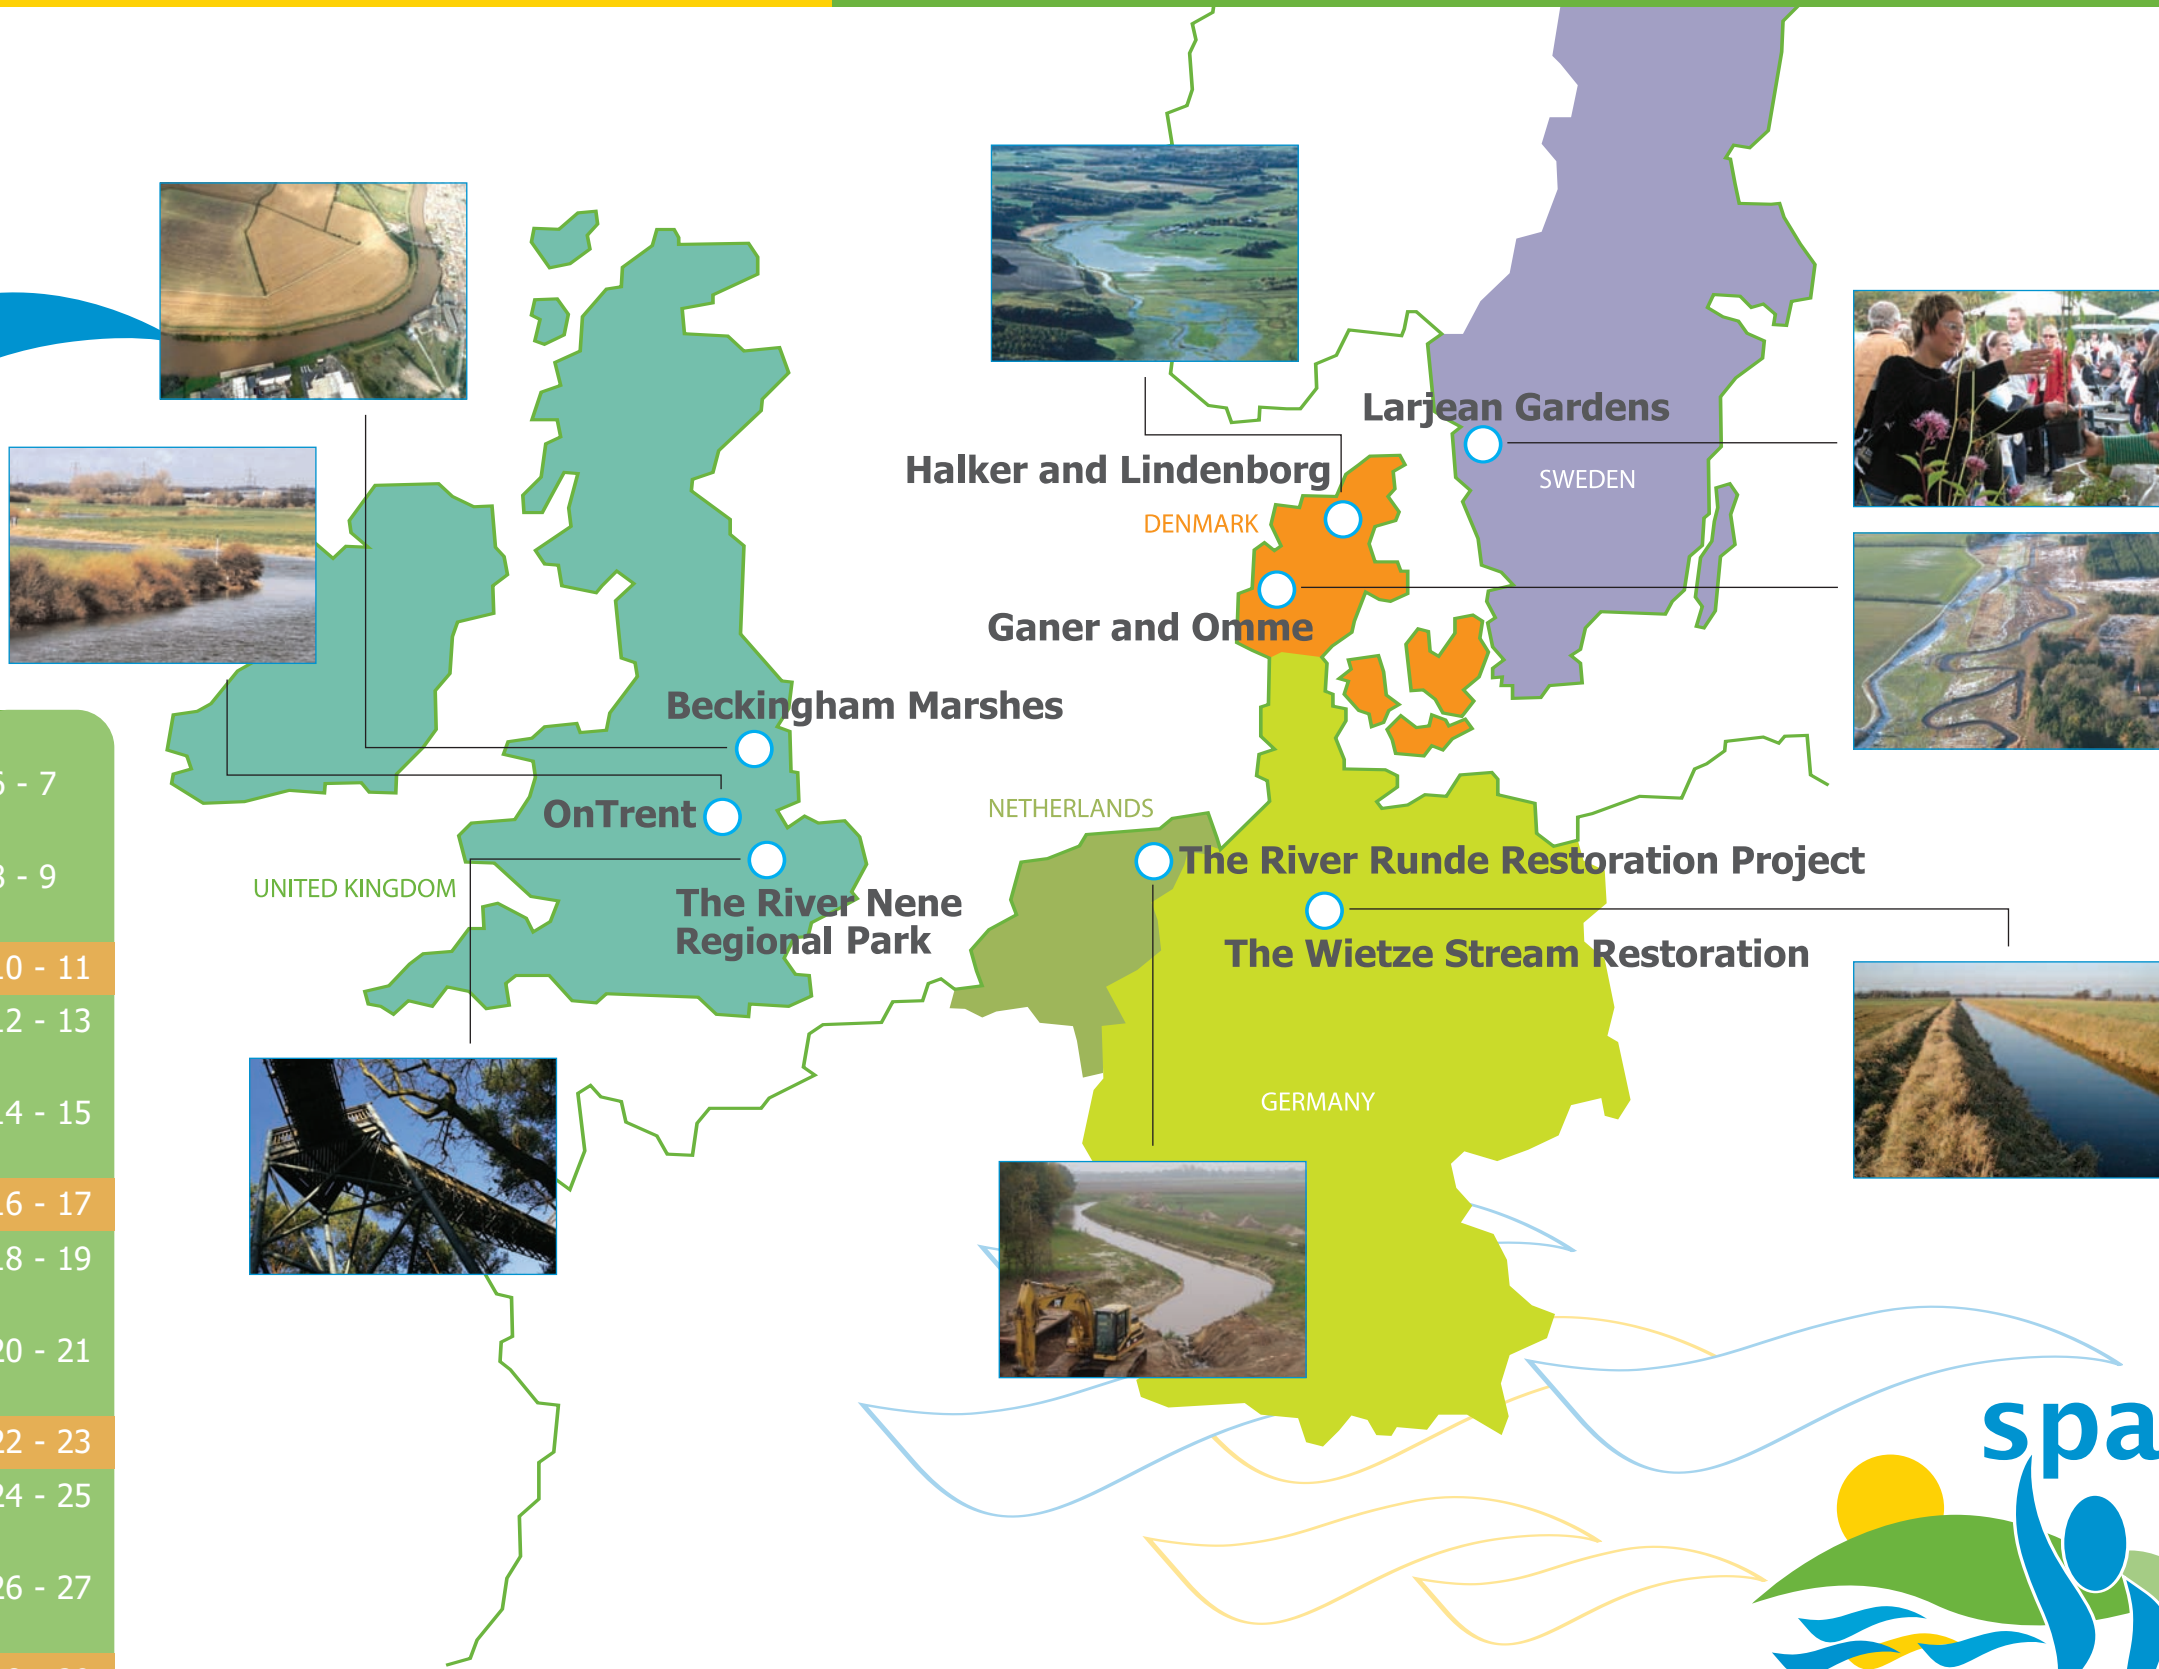 Larjean Gardens
Halker and Lindenborg
SWEDEN
DENMARK
Ganer and Omme
Beckingham Marshes
OnTrent
NETHERLANDS
The River Runde Restoration Project
UNITED KINGDOM
The River Nene
Regional Park
The Wietze Stream Restoration
GERMANY
- 7
- 9
- 11
- 13
- 15
- 17
- 19
- 21
- 23
- 25
- 27
spa